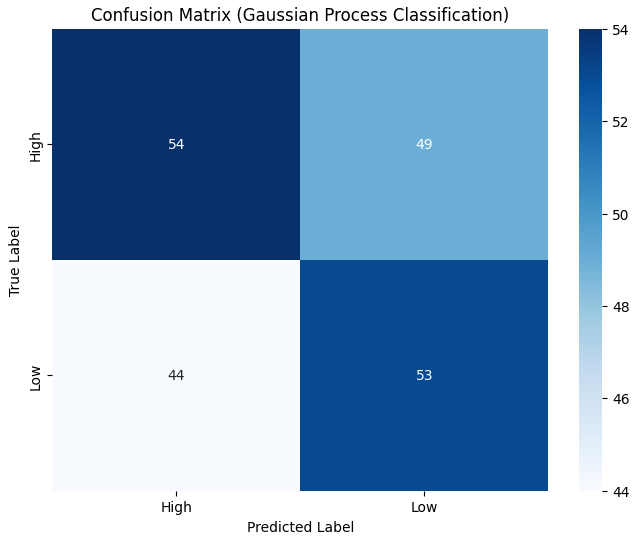 Confusion Matrix (Gaussian Process Classification)
54
49
44
53
High
Low
True Label
High
Low
Predicted Label
54
52
50
48
46
44